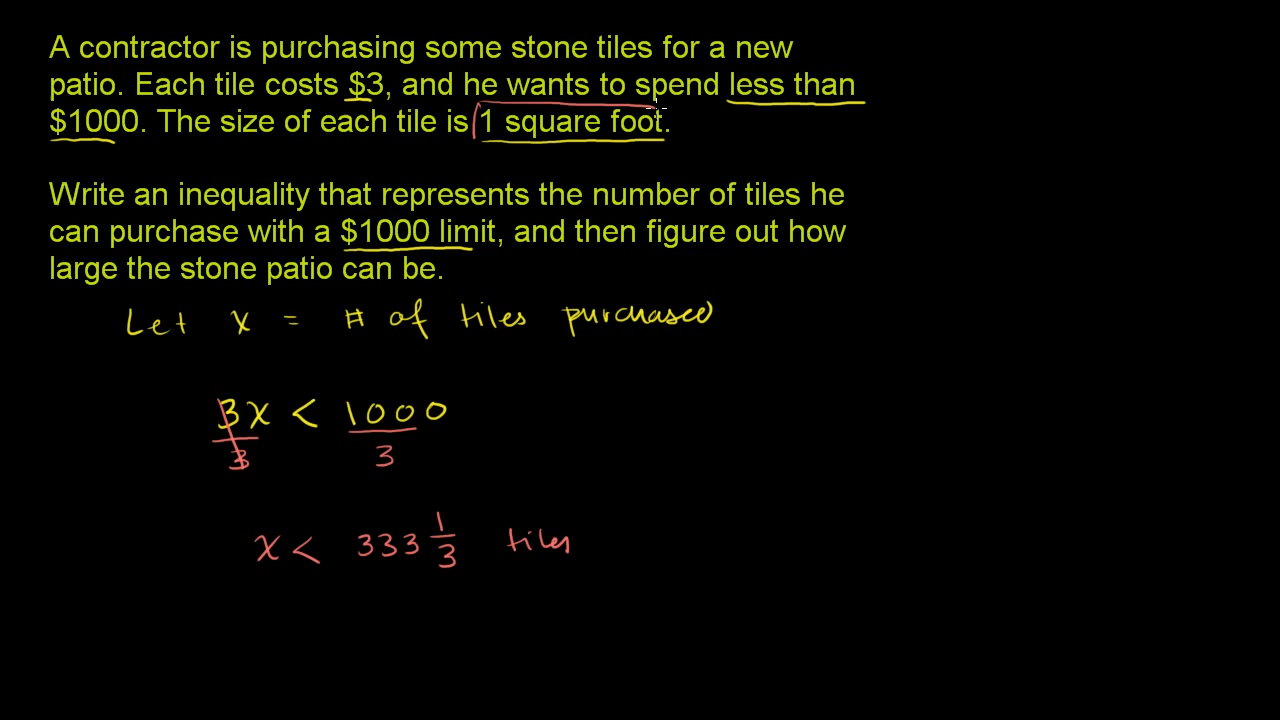 A contractor is purchasing some stone tiles for a new
patio. Each tile costs $3, and he wants to spend less than
$1000. The size of each tile is 1 square foot.
Write an inequality that represents the number of tiles he
can purchase with a $1000 limit, and then figure out how
large the stone patio can be.
Let x = # of tiles purchased
3x < 1000
3 3
x < 333 1/3 tiles